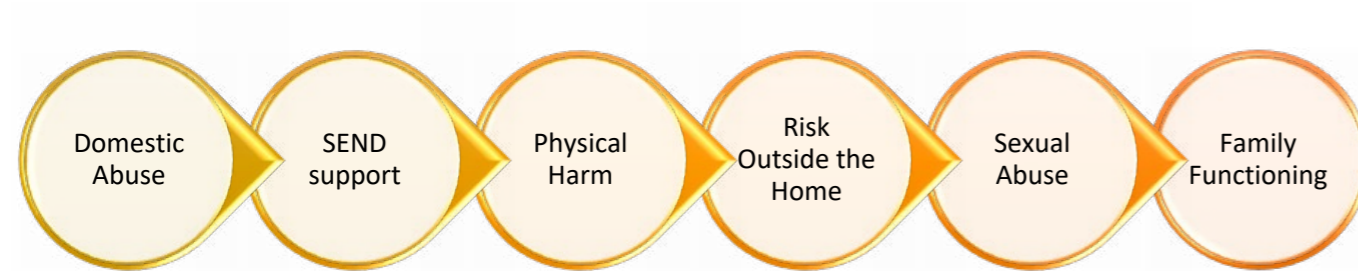 Domestic
Abuse
SEND
support
Physical
Harm
Risk
Outside the
Home
Sexual
Abuse
Family
Functioning